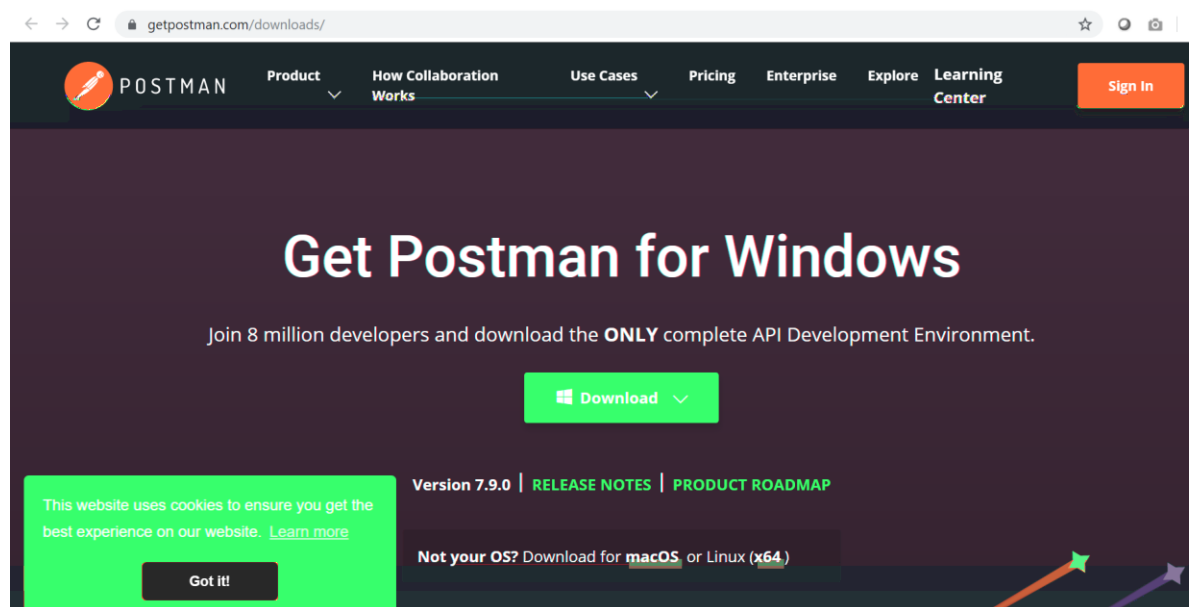 getpostman.com/downloads/
POSTMAN
Product
How Collaboration
Works
Use Cases
Pricing
Enterprise
Explore
Learning
Center
Sign In
Get Postman for Windows
Join 8 million developers and download the ONLY complete API Development Environment.
Download
Version 7.9.0 | RELEASE NOTES | PRODUCT ROADMAP
This website uses cookies to ensure you get the
best experience on our website. Learn more
Got it!
Not your OS? Download for macOS or Linux (x64)